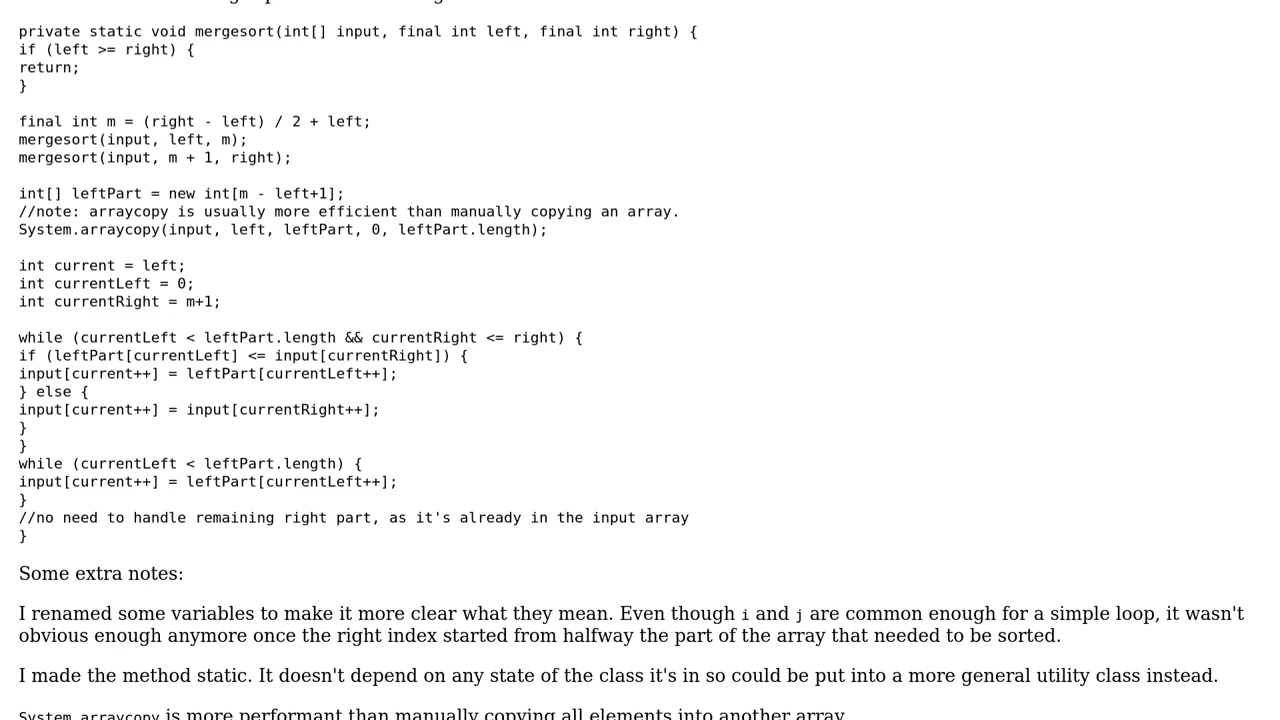 private static void mergesort(int[] input, final int left, final int right) {
if (left >= right) {
return;
}
final int m = (right - left) / 2 + left;
mergesort(input, left, m);
mergesort(input, m + 1, right);
int[] leftPart = new int[m - left+1];
//note: arraycopy is usually more efficient than manually copying an array.
System.arraycopy(input, left, leftPart, 0, leftPart.length);
int current = left;
int currentLeft = 0;
int currentRight = m+1;
while (currentLeft < leftPart.length && currentRight <= right) {
if (leftPart[currentLeft] <= input[currentRight]) {
input[current++] = leftPart[currentLeft++];
} else {
input[current++] = input[currentRight++];
}
}
while (currentLeft < leftPart.length) {
input[current++] = leftPart[currentLeft++];
}
//no need to handle remaining right part, as it's already in the input array
}
Some extra notes:
I renamed some variables to make it more clear what they mean. Even though i and j are common enough for a simple loop, it wasn't
obvious enough anymore once the right index started from halfway the part of the array that needed to be sorted.
I made the method static. It doesn't depend on any state of the class it's in so could be put into a more general utility class instead.
System.arraycopy is more performant than manually copying all elements into another array.